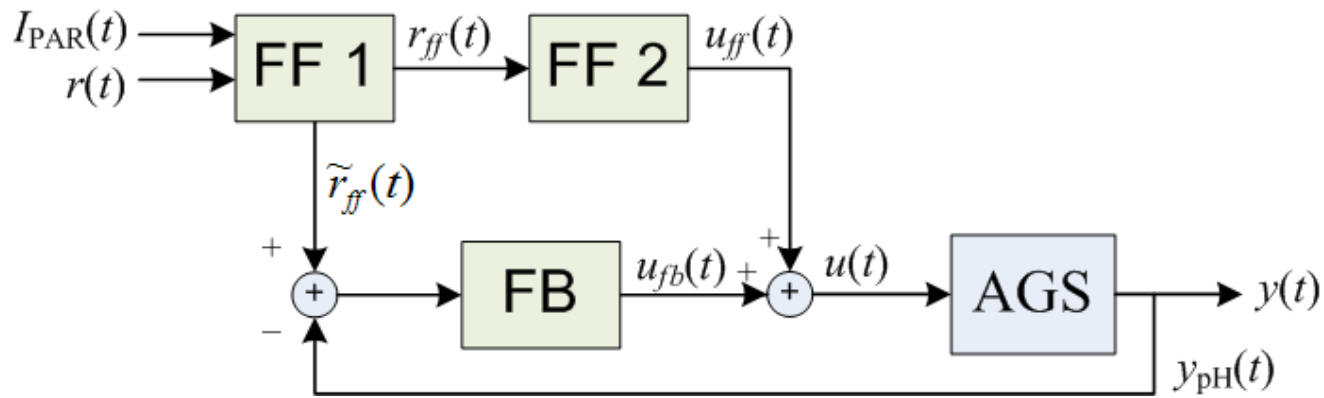 I_PAR(t)
r(t)
FF 1
r_ff(t)
FF 2
u_ff(t)
r̃_ff(t)
+
+
−
FB
u_fb(t)
+
+
+
u(t)
AGS
y(t)
y_pH(t)